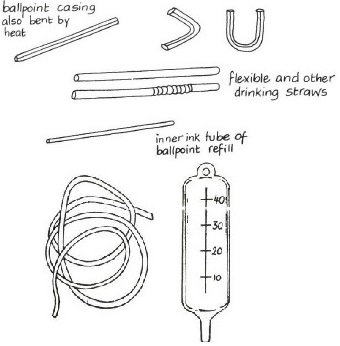 ballpoint casing
also bent by
heat
flexible and other
drinking straws
inner ink tube of
ballpoint refill
40
30
20
10